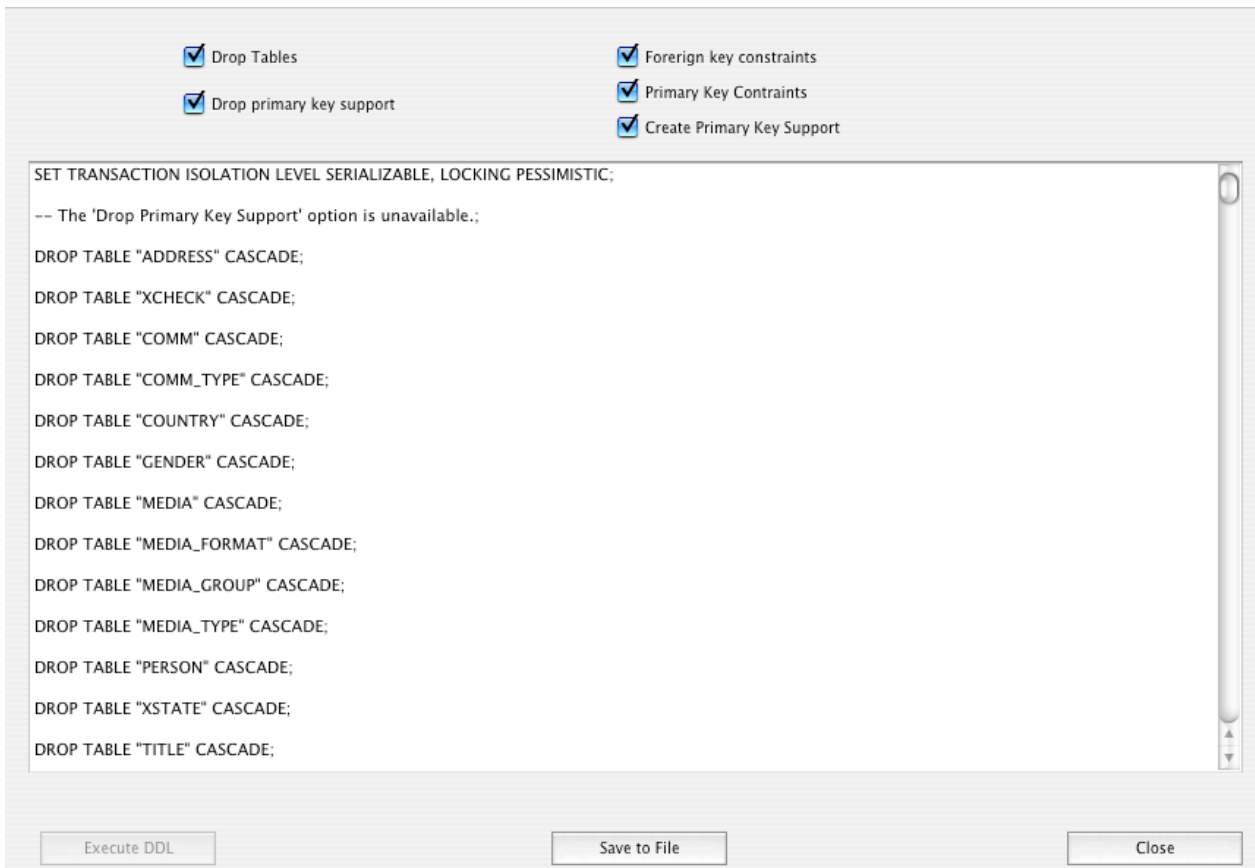 Drop Tables
Drop primary key support
Forerign key constraints
Primary Key Contraints
Create Primary Key Support
SET TRANSACTION ISOLATION LEVEL SERIALIZABLE, LOCKING PESSIMISTIC;
-- The 'Drop Primary Key Support' option is unavailable.;
DROP TABLE "ADDRESS" CASCADE;
DROP TABLE "XCHECK" CASCADE;
DROP TABLE "COMM" CASCADE;
DROP TABLE "COMM_TYPE" CASCADE;
DROP TABLE "COUNTRY" CASCADE;
DROP TABLE "GENDER" CASCADE;
DROP TABLE "MEDIA" CASCADE;
DROP TABLE "MEDIA_FORMAT" CASCADE;
DROP TABLE "MEDIA_GROUP" CASCADE;
DROP TABLE "MEDIA_TYPE" CASCADE;
DROP TABLE "PERSON" CASCADE;
DROP TABLE "XSTATE" CASCADE;
DROP TABLE "TITLE" CASCADE;
Execute DDL
Save to File
Close